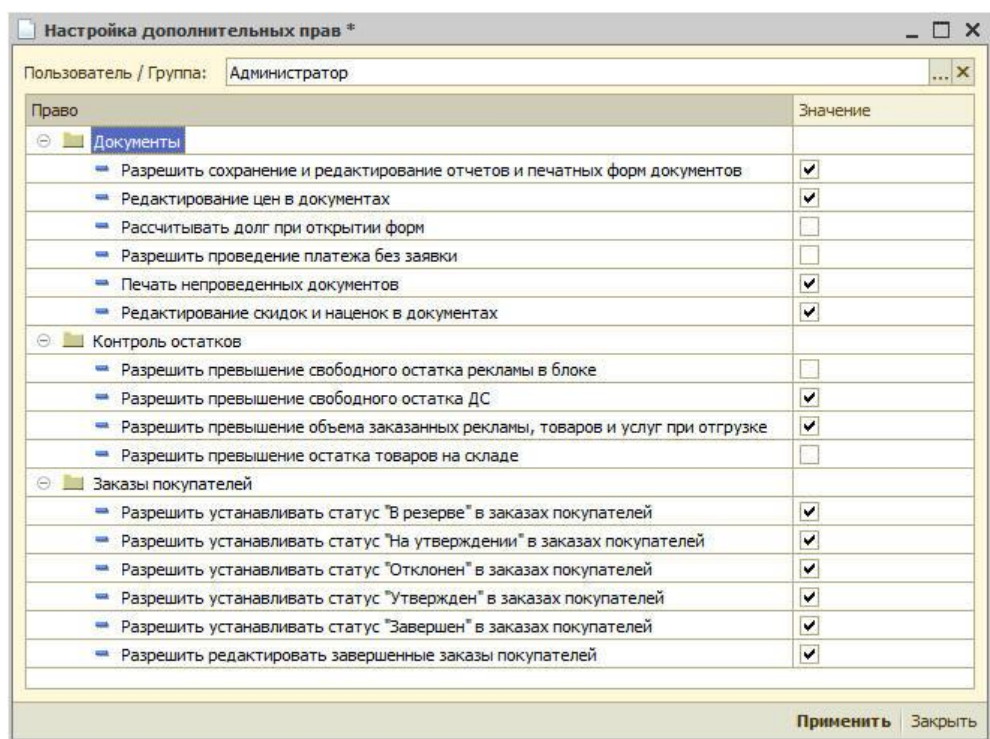 Настройка дополнительных прав *
Пользователь / Группа: Администратор ...
Право Значение
Документы
Разрешить сохранение и редактирование отчетов и печатных форм документов
Редактирование цен в документах
Рассчитывать долг при открытии форм
Разрешить проведение платежа без заявки
Печать непроведенных документов
Редактирование скидок и наценок в документах
Контроль остатков
Разрешить превышение свободного остатка рекламы в блоке
Разрешить превышение свободного остатка ДС
Разрешить превышение объема заказанных рекламы, товаров и услуг при отгрузке
Разрешить превышение остатка товаров на складе
Заказы покупателей
Разрешить устанавливать статус "В резерве" в заказах покупателей
Разрешить устанавливать статус "На утверждении" в заказах покупателей
Разрешить устанавливать статус "Отклонен" в заказах покупателей
Разрешить устанавливать статус "Утвержден" в заказах покупателей
Разрешить устанавливать статус "Завершен" в заказах покупателей
Разрешить редактировать завершенные заказы покупателей
Применить Закрыть